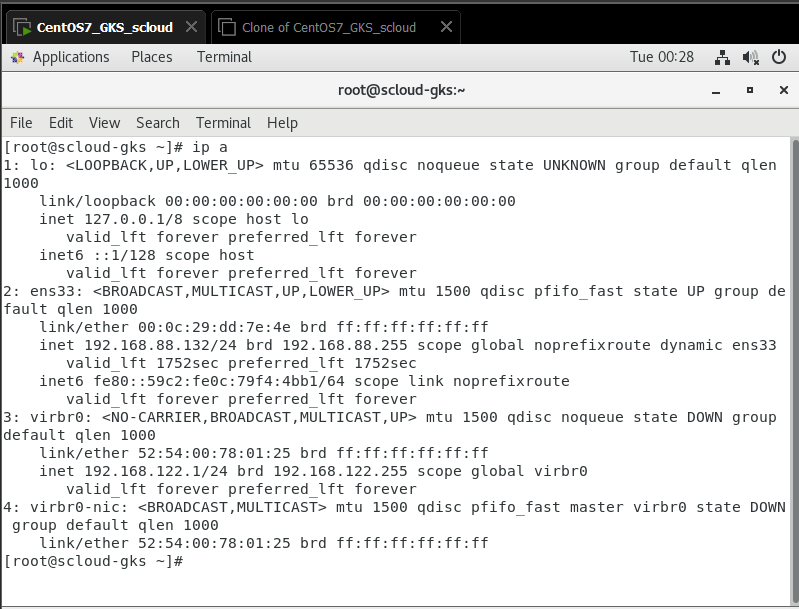 CentOS7_GKS_scloud
Clone of CentOS7_GKS_scloud
Applications Places Terminal Tue 00:28
root@scloud-gks:~
File Edit View Search Terminal Help
[root@scloud-gks ~]# ip a
1: lo: <LOOPBACK,UP,LOWER_UP> mtu 65536 qdisc noqueue state UNKNOWN group default qlen
1000
    link/loopback 00:00:00:00:00:00 brd 00:00:00:00:00:00
    inet 127.0.0.1/8 scope host lo
       valid_lft forever preferred_lft forever
    inet6 ::1/128 scope host
       valid_lft forever preferred_lft forever
2: ens33: <BROADCAST,MULTICAST,UP,LOWER_UP> mtu 1500 qdisc pfifo_fast state UP group de
fault qlen 1000
    link/ether 00:0c:29:dd:7e:4e brd ff:ff:ff:ff:ff:ff
    inet 192.168.88.132/24 brd 192.168.88.255 scope global noprefixroute dynamic ens33
       valid_lft 1752sec preferred_lft 1752sec
    inet6 fe80::59c2:fe0c:79f4:4bb1/64 scope link noprefixroute
       valid_lft forever preferred_lft forever
3: virbr0: <NO-CARRIER,BROADCAST,MULTICAST,UP> mtu 1500 qdisc noqueue state DOWN group
default qlen 1000
    link/ether 52:54:00:78:01:25 brd ff:ff:ff:ff:ff:ff
    inet 192.168.122.1/24 brd 192.168.122.255 scope global virbr0
       valid_lft forever preferred_lft forever
4: virbr0-nic: <BROADCAST,MULTICAST> mtu 1500 qdisc pfifo_fast master virbr0 state DOWN
 group default qlen 1000
    link/ether 52:54:00:78:01:25 brd ff:ff:ff:ff:ff:ff
[root@scloud-gks ~]#